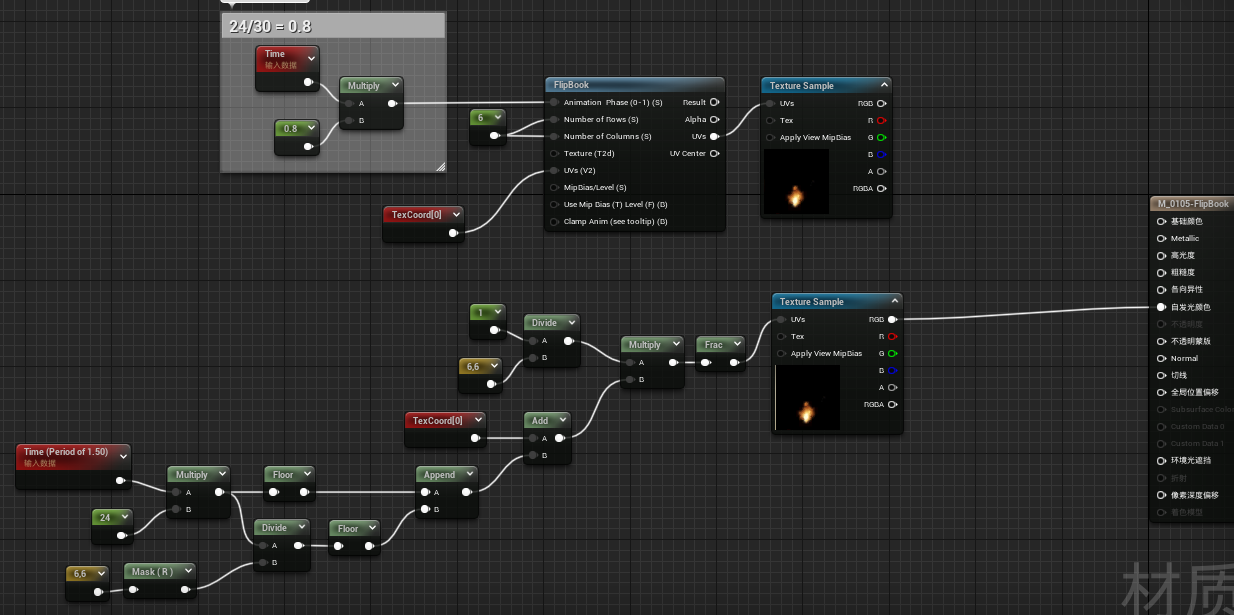 24/30 = 0.8
Time
输入数据
Multiply
A
B
0.8
6
TexCoord[0]
FlipBook
Animation Phase (0-1) (S)
Result
Number of Rows (S)
Alpha
Number of Columns (S)
UVs
Texture (T2d)
UV Center
UVs (V2)
MipBias/Level (S)
Use Mip Bias (T) Level (F) (B)
Clamp Anim (see tooltip) (B)
Texture Sample
UVs
RGB
Tex
R
Apply View MipBias
G
B
A
RGBA
1
6,6
Divide
A
B
Multiply
A
B
Frac
Texture Sample
UVs
RGB
Tex
R
Apply View MipBias
G
B
A
RGBA
TexCoord[0]
Add
A
B
Time (Period of 1.50)
输入数据
24
Multiply
A
B
Floor
Append
A
B
Divide
A
B
Floor
6,6
Mask ( R )
M_0105-FlipBook
基础颜色
Metallic
高光度
粗糙度
各向异性
自发光颜色
不透明度
不透明蒙版
Normal
切线
全局位置偏移
Subsurface Colo
Custom Data 0
Custom Data 1
环境光遮挡
折射
像素深度偏移
着色模型
材质